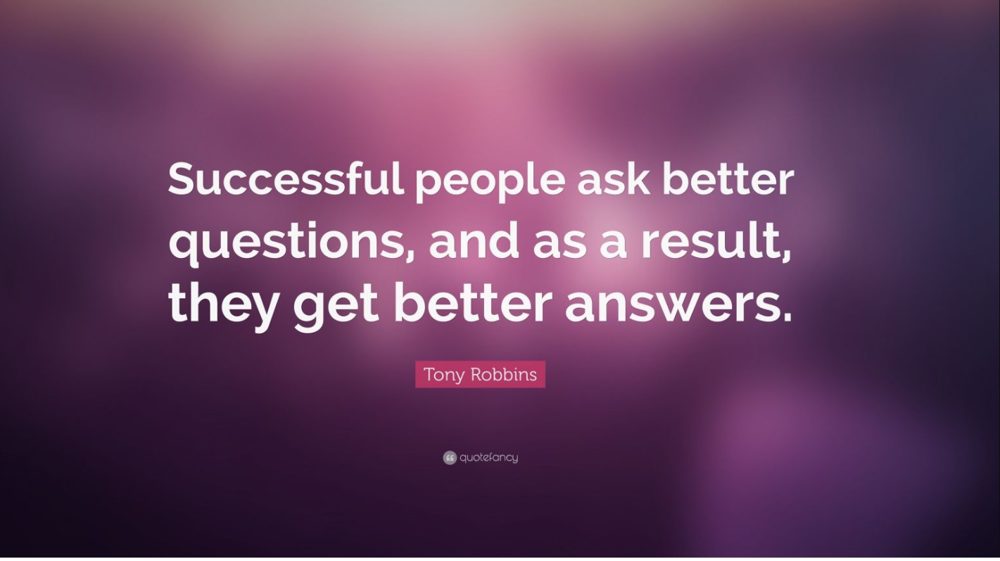 Successful people ask better
questions, and as a result,
they get better answers.
Tony Robbins
quotefancy